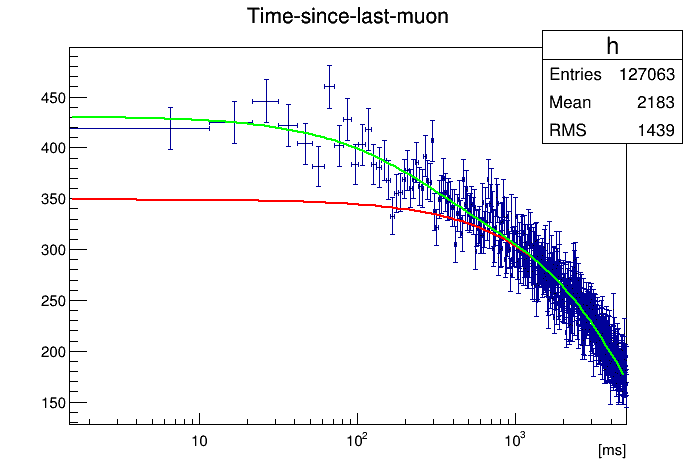 Time-since-last-muon
h
Entries 127063
Mean 2183
RMS 1439
450
400
350
300
250
200
150
10
10²
10³
[ms]